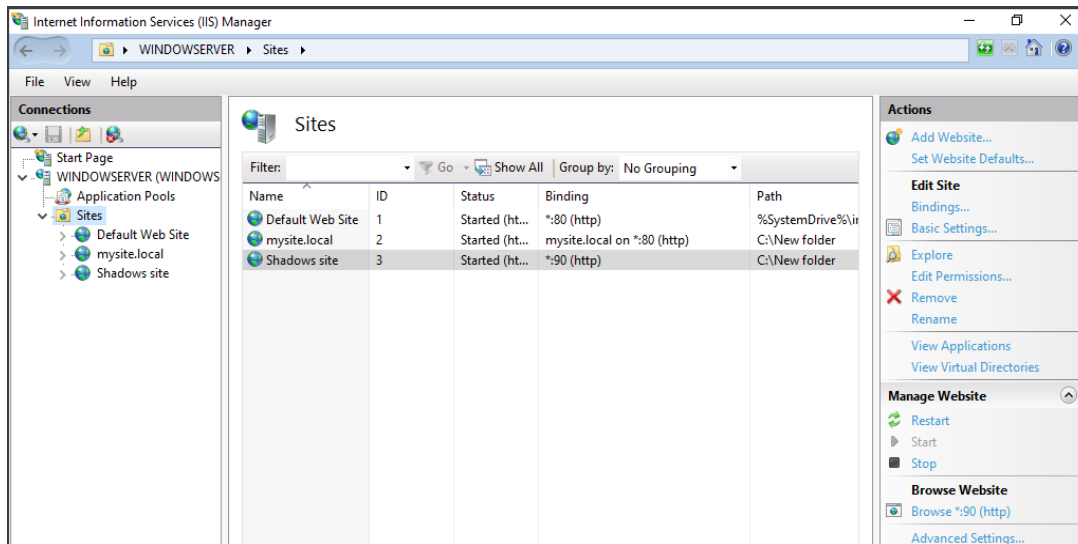 Internet Information Services (IIS) Manager
WINDOWSERVER Sites
File View Help
Connections
Start Page
WINDOWSERVER (WINDOWS
Application Pools
Sites
Default Web Site
mysite.local
Shadows site
Sites
Filter: Go Show All Group by: No Grouping
Name ID Status Binding Path
Default Web Site 1 Started (ht... *:80 (http) %SystemDrive%\in
mysite.local 2 Started (ht... mysite.local on *:80 (http) C:\New folder
Shadows site 3 Started (ht... *:90 (http) C:\New folder
Actions
Add Website...
Set Website Defaults...
Edit Site
Bindings...
Basic Settings...
Explore
Edit Permissions...
Remove
Rename
View Applications
View Virtual Directories
Manage Website
Restart
Start
Stop
Browse Website
Browse *:90 (http)
Advanced Settings...